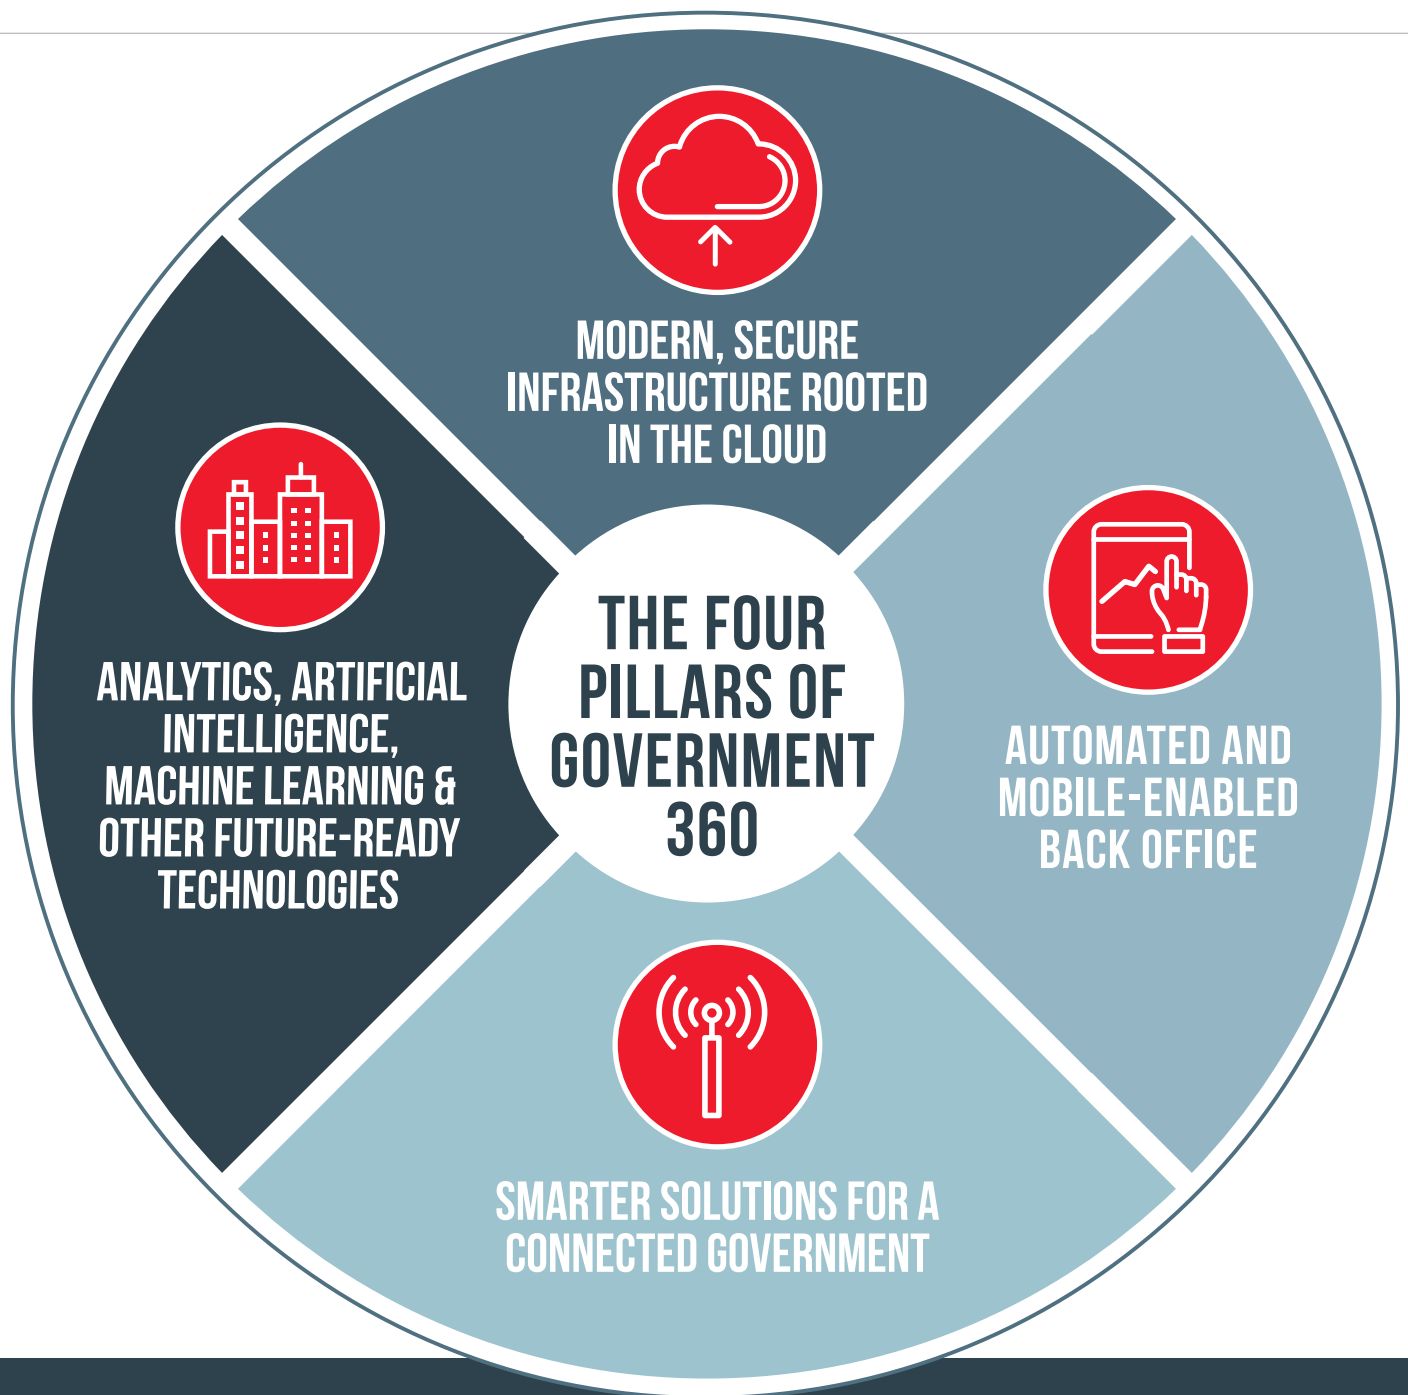 MODERN, SECURE
INFRASTRUCTURE ROOTED
IN THE CLOUD
ANALYTICS, ARTIFICIAL
INTELLIGENCE,
MACHINE LEARNING &
OTHER FUTURE-READY
TECHNOLOGIES
THE FOUR
PILLARS OF
GOVERNMENT
360
AUTOMATED AND
MOBILE-ENABLED
BACK OFFICE
SMARTER SOLUTIONS FOR A
CONNECTED GOVERNMENT